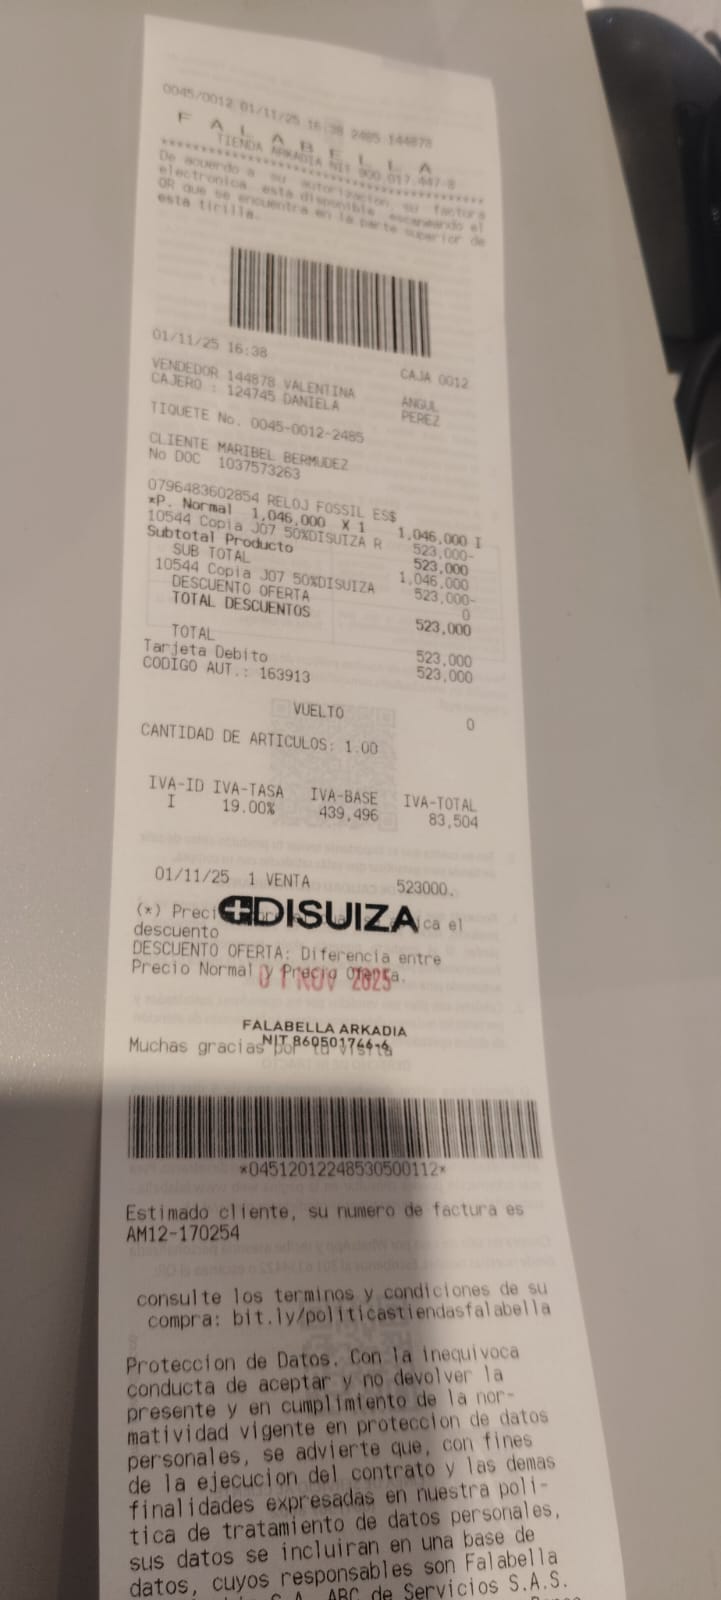 0045/0012 01/11/25 16:38 2485 144878
F A L A B E L L A
TIENDA ARKADIA NIT 900.017.447-8
****************************************
De acuerdo a su autorizacion, su factura
electronica esta disponible escaneando el
QR que se encuentra en la parte superior de
esta tirilla.
01/11/25 16:38 CAJA 0012
VENDEDOR 144878 VALENTINA ANGUL
CAJERO : 124745 DANIELA PEREZ
TIQUETE No. 0045-0012-2485
CLIENTE MARIBEL BERMUDEZ
No DOC 1037573263
0796483602854 RELOJ FOSSIL ES$
*P. Normal 1,046,000 X 1 1,046,000 I
10544 Copia J07 50%DISUIZA R 523,000-
Subtotal Producto 523,000
SUB TOTAL 1,046,000
10544 Copia J07 50%DISUIZA 523,000-
DESCUENTO OFERTA 0
TOTAL DESCUENTOS 523,000
TOTAL 523,000
Tarjeta Debito 523,000
CODIGO AUT.: 163913
VUELTO 0
CANTIDAD DE ARTICULOS: 1.00
IVA-ID IVA-TASA IVA-BASE IVA-TOTAL
I 19.00% 439,496 83,504
01/11/25 1 VENTA 523000.
DISUIZA
(*) Preci ica el
descuento
DESCUENTO OFERTA: Diferencia entre
Precio Normal y Precio Oferta.
01 NOV 2025
FALABELLA ARKADIA
NIT 860501766-6
Muchas gracias por tu visita
*04512012248530500112*
Estimado cliente, su numero de factura es
AM12-170254
consulte los terminos y condiciones de su
compra: bit.ly/politicastiendasfalabella
Proteccion de Datos. Con la inequivoca
conducta de aceptar y no devolver la
presente y en cumplimiento de la nor-
matividad vigente en proteccion de datos
personales, se advierte que, con fines
de la ejecucion del contrato y las demas
finalidades expresadas en nuestra poli-
tica de tratamiento de datos personales,
sus datos se incluiran en una base de
datos, cuyos responsables son Falabella
S.A. ABC de Servicios S.A.S.